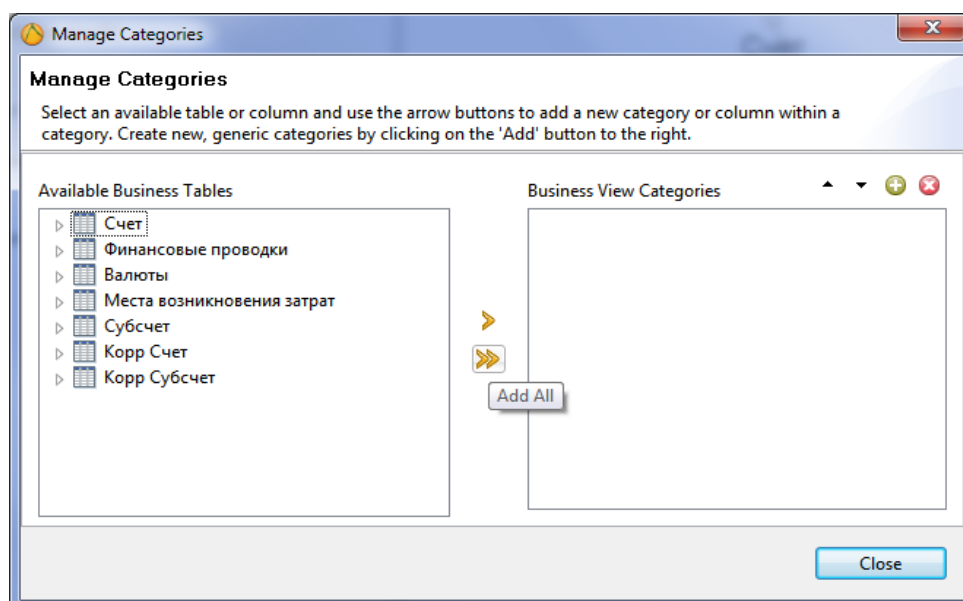 Manage Categories
Manage Categories
Select an available table or column and use the arrow buttons to add a new category or column within a
category. Create new, generic categories by clicking on the 'Add' button to the right.
Available Business Tables
Business View Categories
Счет
Финансовые проводки
Валюты
Места возникновения затрат
Субсчет
Корр Счет
Корр Субсчет
Add All
Close